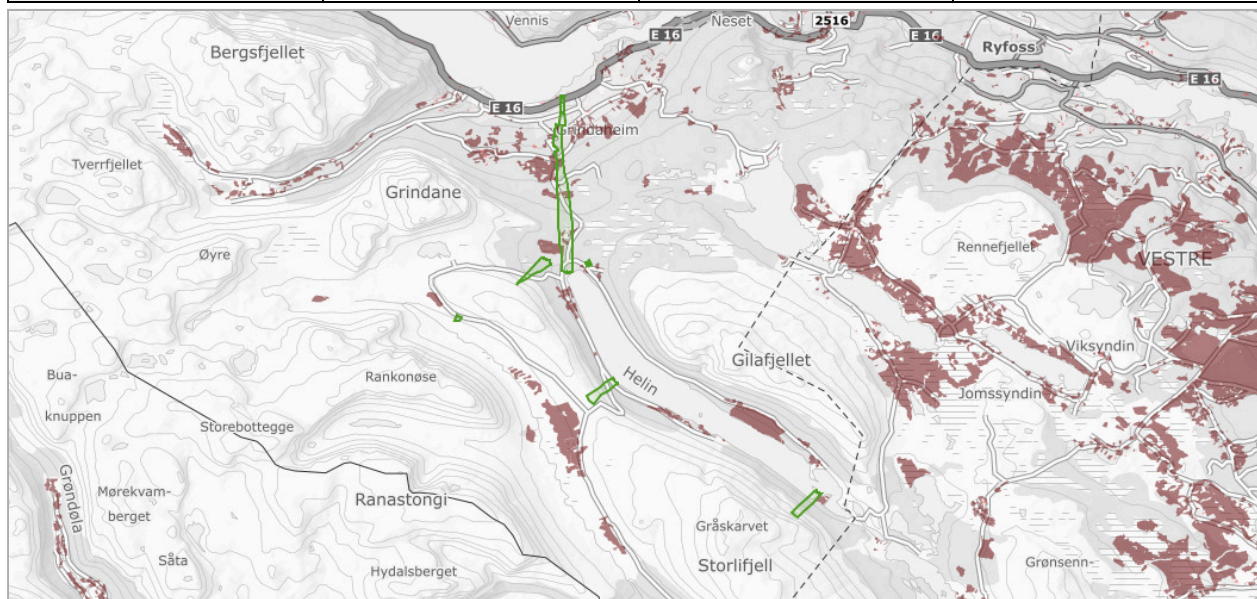 Vennis
Neset
2516
E 16
Ryfoss
Bergsfjellet
E 16
E 16
E 16
Grindaheim
Tverrfjellet
Grindane
Øyre
Rennefjellet
VESTRE
Viksyndin
Gilafjellet
Helin
Bua-
knuppen
Rankonøse
Jomssyndin
Storebottegge
Grøndøla
Mørekvam-
berget
Ranastongi
Gråskarvet
Såta
Hydalsberget
Storlifjell
Grønsenn-